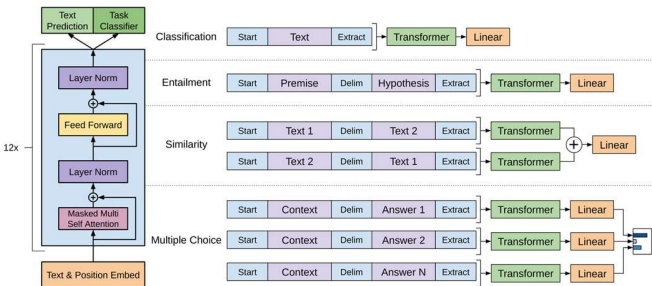 Text
Prediction
Task
Classifier
Layer Norm
Feed Forward
12x
Layer Norm
Masked Multi
Self Attention
Text & Position Embed
Classification
Start Text Extract Transformer Linear
Entailment
Start Premise Delim Hypothesis Extract Transformer Linear
Similarity
Start Text 1 Delim Text 2 Extract Transformer
Linear
Start Text 2 Delim Text 1 Extract Transformer
Multiple Choice
Start Context Delim Answer 1 Extract Transformer Linear
Start Context Delim Answer 2 Extract Transformer Linear
Start Context Delim Answer N Extract Transformer Linear